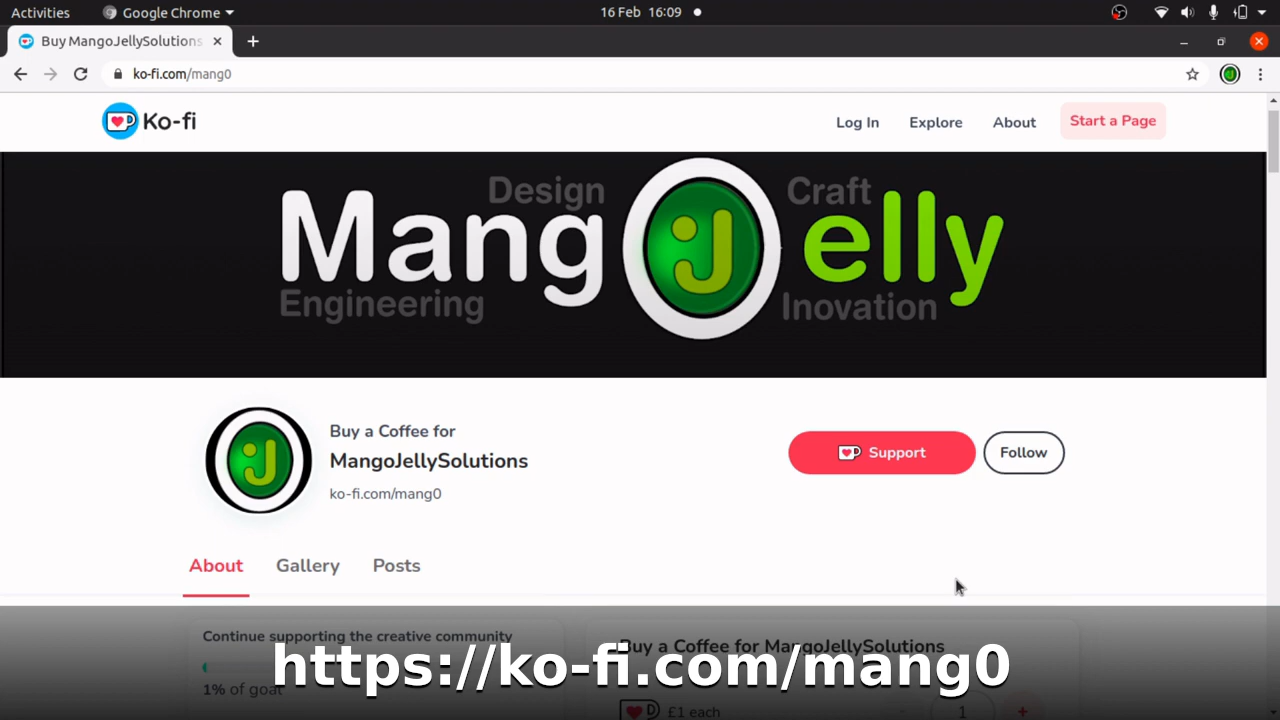 Activities Google Chrome 16 Feb 16:09
Buy MangoJellySolutions
ko-fi.com/mang0
Ko-fi Log In Explore About Start a Page
Design Craft
Mang J elly
Engineering Inovation
Buy a Coffee for
MangoJellySolutions
ko-fi.com/mang0
Support Follow
About Gallery Posts
Continue supporting the creative community
Buy a Coffee for MangoJellySolutions
https://ko-fi.com/mang0
1% of goal
£1 each - 1 +